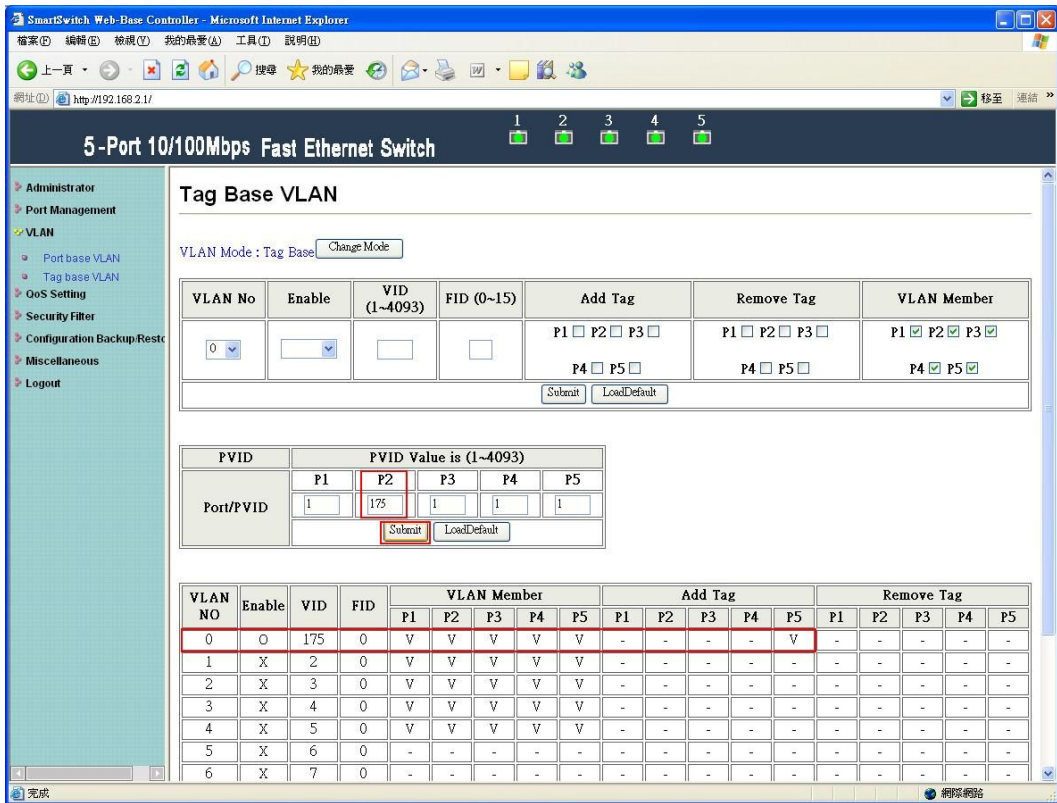 SmartSwitch Web-Base Controller - Microsoft Internet Explorer
檔案(F) 編輯(E) 檢視(V) 我的最愛(A) 工具(T) 說明(H)
上一頁 搜尋 我的最愛
網址(D) http://192.168.2.1/ 移至 連結 »
1 2 3 4 5
5-Port 10/100Mbps Fast Ethernet Switch
Administrator
Port Management
VLAN
Port base VLAN
Tag base VLAN
QoS Setting
Security Filter
Configuration Backup/Resto
Miscellaneous
Logout
Tag Base VLAN
VLAN Mode : Tag Base Change Mode
VLAN No Enable VID (1~4093) FID (0~15) Add Tag Remove Tag VLAN Member
0 P1 P2 P3 P1 P2 P3 P1 P2 P3
P4 P5 P4 P5 P4 P5
Submit LoadDefault
PVID PVID Value is (1~4093)
Port/PVID P1 P2 P3 P4 P5
1 175 1 1 1
Submit LoadDefault
VLAN NO Enable VID FID VLAN Member Add Tag Remove Tag
P1 P2 P3 P4 P5 P1 P2 P3 P4 P5 P1 P2 P3 P4 P5
0 O 175 0 V V V V V - - - - V - - - - -
1 X 2 0 V V V V V - - - - - - - - - -
2 X 3 0 V V V V V - - - - - - - - - -
3 X 4 0 V V V V V - - - - - - - - - -
4 X 5 0 V V V V V - - - - - - - - - -
5 X 6 0 - - - - - - - - - - - - - - -
6 X 7 0 - - - - - - - - - - - - - - -
完成 網際網路